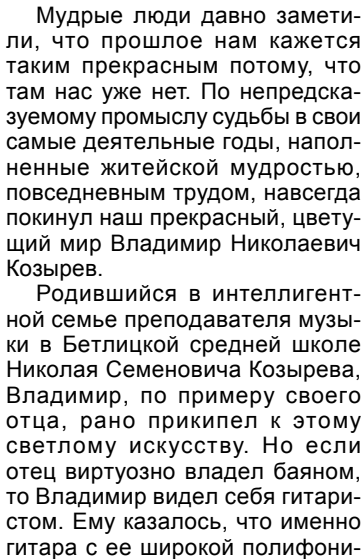 Мудрые люди давно замети-
ли, что прошлое нам кажется
таким прекрасным потому, что
там нас уже нет. По непредска-
зуемому промыслу судьбы в свои
самые деятельные годы, напол-
ненные житейской мудростью,
повседневным трудом, навсегда
покинул наш прекрасный, цвету-
щий мир Владимир Николаевич
Козырев.
Родившийся в интеллигент-
ной семье преподавателя музы-
ки в Бетлицкой средней школе
Николая Семеновича Козырева,
Владимир, по примеру своего
отца, рано прикипел к этому
светлому искусству. Но если
отец виртуозно владел баяном,
то Владимир видел себя гитари-
стом. Ему казалось, что именно
гитара с ее широкой полифони-